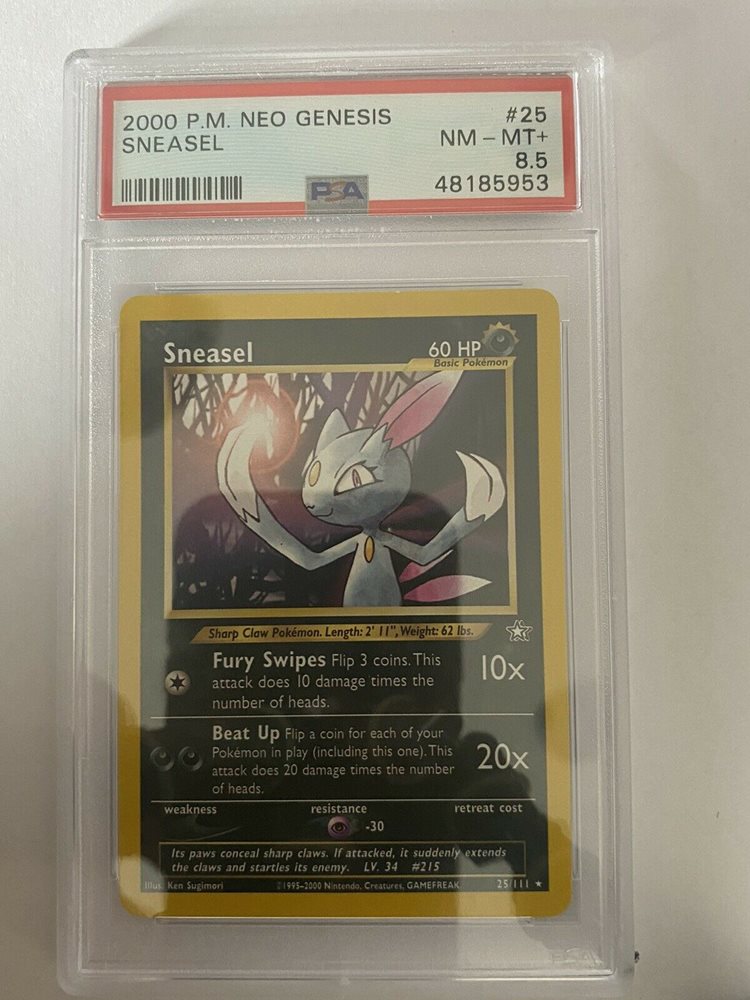 2000 P.M. NEO GENESIS #25
SNEASEL NM - MT+
8.5
PSA 48185953
Sneasel 60 HP
Basic Pokémon
Sharp Claw Pokémon. Length: 2' 11", Weight: 62 lbs.
Fury Swipes Flip 3 coins. This
attack does 10 damage times the
number of heads.
10x
Beat Up Flip a coin for each of your
Pokémon in play (including this one). This
attack does 20 damage times the number
of heads.
20x
weakness resistance retreat cost
-30
Its paws conceal sharp claws. If attacked, it suddenly extends
the claws and startles its enemy. LV. 34 #215
Illus. Ken Sugimori ©1995-2000 Nintendo, Creatures, GAMEFREAK. 25/111 ★
PSA